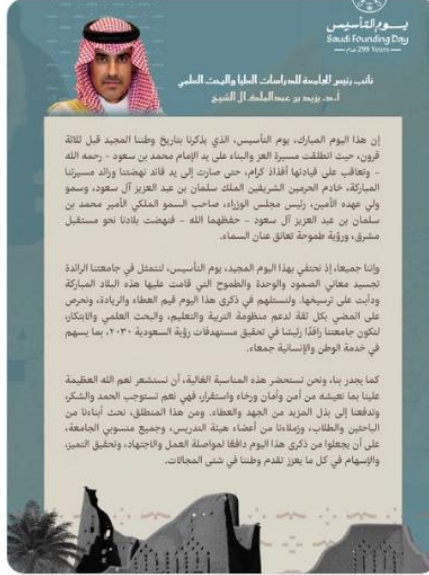 يـــوم التأسيس
Saudi Founding Day
299 Years — عام
نائب رئيس الجامعة للدراسات العليا والبحث العلمي
أ.د. يزيد بن عبدالملك آل الشيخ
إن هذا اليوم المبارك، يوم التأسيس، الذي يذكرنا بتاريخ وطننا المجيد قبل ثلاثة
قرون، حيث انطلقت مسيرة العز والبناء على يد الإمام محمد بن سعود - رحمه الله
- وتعاقب على قيادتها أفذاذ كرام، حتى صارت إلى يد قائد نهضتنا ورائد مسيرتنا
المباركة، خادم الحرمين الشريفين الملك سلمان بن عبد العزيز آل سعود، وسمو
ولي عهده الأمين، رئيس مجلس الوزراء، صاحب السمو الملكي الأمير محمد بن
سلمان بن عبد العزيز آل سعود - حفظهما الله - فنهضت بلادنا نحو مستقبل
مشرق، ورؤية طموحة تعانق عنان السماء.
وإننا جميعا، إذ نحتفي بهذا اليوم المجيد، يوم التأسيس، لنتمثل في جامعتنا الرائدة
تجسيد معاني الصمود والوحدة والطموح التي قامت عليها هذه البلاد المباركة
ودأبت على ترسيخها. ولنستلهم في ذكرى هذا اليوم قيم العطاء والريادة، ونحرص
على المضي بكل ثقة لدعم منظومة التربية والتعليم، والبحث العلمي والابتكار،
لتكون جامعتنا رافدًا رئيسًا في تحقيق مستهدفات رؤية السعودية ٢٠٣٠، بما يسهم
في خدمة الوطن والإنسانية جمعاء.
كما يجدر بنا، ونحن نستحضر هذه المناسبة الغالية، أن نستشعر نعم الله العظيمة
علينا بما نعيشه من أمن وأمان ورخاء واستقرار، فهي نعم تستوجب الحمد والشكر،
وتدفعنا إلى بذل المزيد من الجهد والعطاء. ومن هذا المنطلق، نحث أبناءنا من
الباحثين والطلاب، وزملاءنا من أعضاء هيئة التدريس، وجميع منسوبي الجامعة،
على أن يجعلوا من ذكرى هذا اليوم دافعًا لمواصلة العمل والاجتهاد، وتحقيق التميز،
والإسهام في كل ما يعزز تقدم وطننا في شتى المجالات.